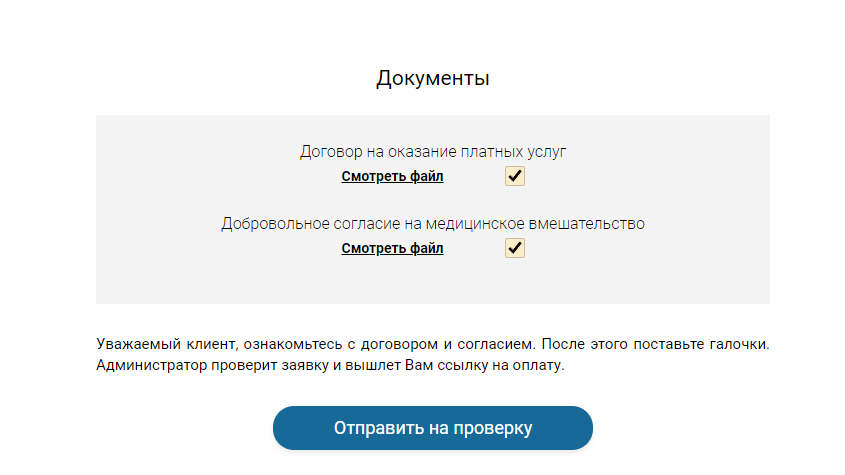 Документы
Договор на оказание платных услуг
Смотреть файл
Добровольное согласие на медицинское вмешательство
Смотреть файл
Уважаемый клиент, ознакомьтесь с договором и согласием. После этого поставьте галочки.
Администратор проверит заявку и вышлет Вам ссылку на оплату.
Отправить на проверку